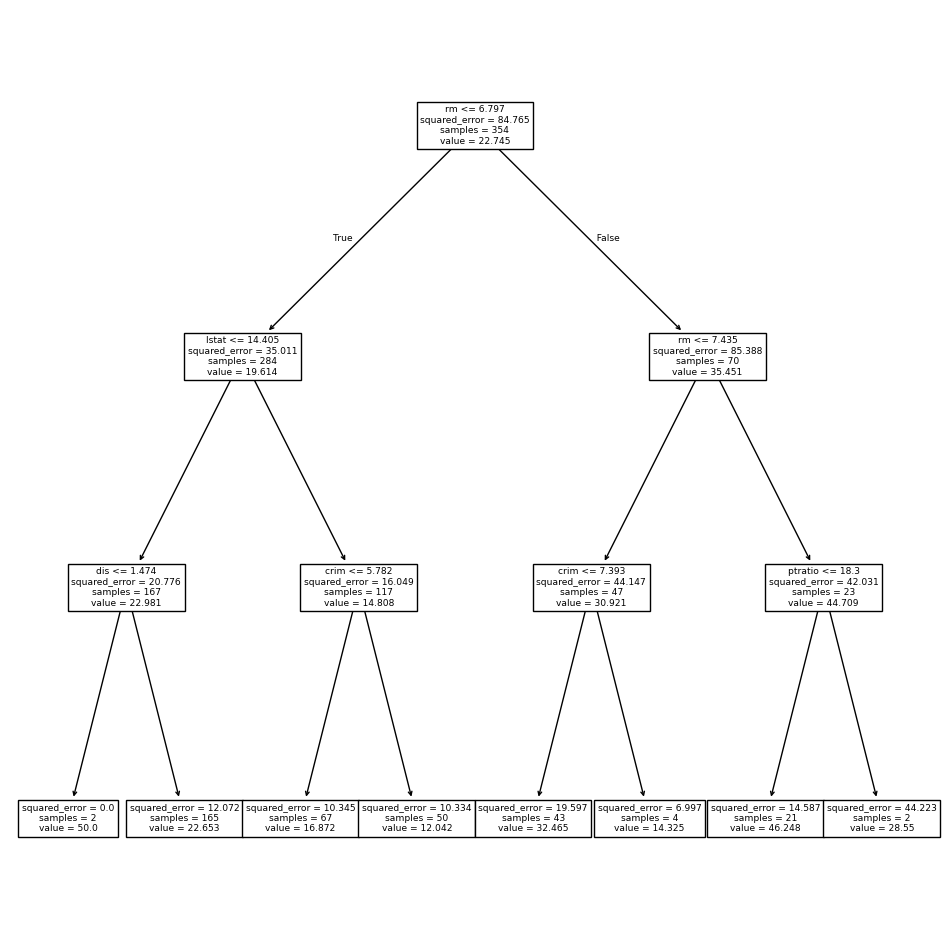 rm <= 6.797
squared_error = 84.765
samples = 354
value = 22.745
True
False
lstat <= 14.405
squared_error = 35.011
samples = 284
value = 19.614
rm <= 7.435
squared_error = 85.388
samples = 70
value = 35.451
dis <= 1.474
squared_error = 20.776
samples = 167
value = 22.981
crim <= 5.782
squared_error = 16.049
samples = 117
value = 14.808
crim <= 7.393
squared_error = 44.147
samples = 47
value = 30.921
ptratio <= 18.3
squared_error = 42.031
samples = 23
value = 44.709
squared_error = 0.0
samples = 2
value = 50.0
squared_error = 12.072
samples = 165
value = 22.653
squared_error = 10.345
samples = 67
value = 16.872
squared_error = 10.334
samples = 50
value = 12.042
squared_error = 19.597
samples = 43
value = 32.465
squared_error = 6.997
samples = 4
value = 14.325
squared_error = 14.587
samples = 21
value = 46.248
squared_error = 44.223
samples = 2
value = 28.55